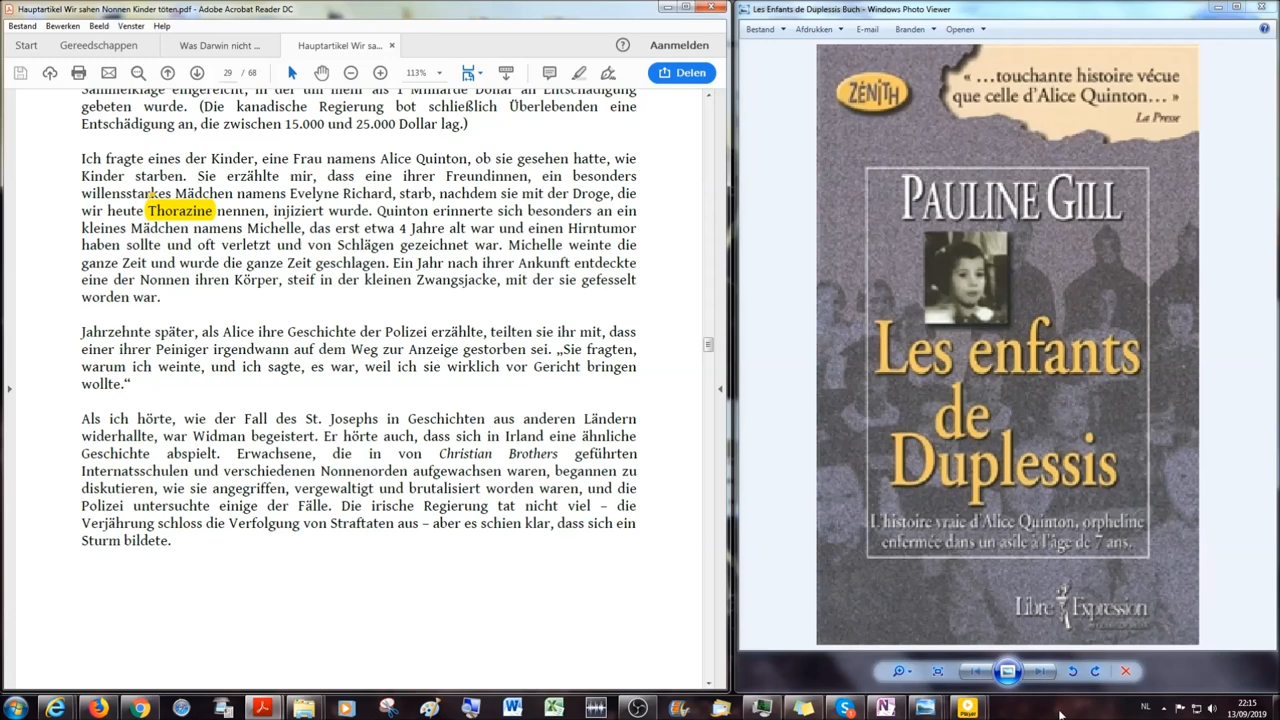 Hauptartikel Wir sahen Nonnen Kinder töten.pdf - Adobe Acrobat Reader DC
Bestand Bewerken Beeld Venster Help
Start Gereedschappen Was Darwin nicht ... Hauptartikel Wir sa... ×
Aanmelden
29 / 68 113% Delen
Sammelklage eingereicht, in der um mehr als 1 Milliarde Dollar an Entschädigung
gebeten wurde. (Die kanadische Regierung bot schließlich Überlebenden eine
Entschädigung an, die zwischen 15.000 und 25.000 Dollar lag.)
Ich fragte eines der Kinder, eine Frau namens Alice Quinton, ob sie gesehen hatte, wie
Kinder starben. Sie erzählte mir, dass eine ihrer Freundinnen, ein besonders
willensstarkes Mädchen namens Evelyne Richard, starb, nachdem sie mit der Droge, die
wir heute Thorazine nennen, injiziert wurde. Quinton erinnerte sich besonders an ein
kleines Mädchen namens Michelle, das erst etwa 4 Jahre alt war und einen Hirntumor
haben sollte und oft verletzt und von Schlägen gezeichnet war. Michelle weinte die
ganze Zeit und wurde die ganze Zeit geschlagen. Ein Jahr nach ihrer Ankunft entdeckte
eine der Nonnen ihren Körper, steif in der kleinen Zwangsjacke, mit der sie gefesselt
worden war.
Jahrzehnte später, als Alice ihre Geschichte der Polizei erzählte, teilten sie ihr mit, dass
einer ihrer Peiniger irgendwann auf dem Weg zur Anzeige gestorben sei. „Sie fragten,
warum ich weinte, und ich sagte, es war, weil ich sie wirklich vor Gericht bringen
wollte.“
Als ich hörte, wie der Fall des St. Josephs in Geschichten aus anderen Ländern
widerhallte, war Widman begeistert. Er hörte auch, dass sich in Irland eine ähnliche
Geschichte abspielt. Erwachsene, die in von Christian Brothers geführten
Internatsschulen und verschiedenen Nonnenorden aufgewachsen waren, begannen zu
diskutieren, wie sie angegriffen, vergewaltigt und brutalisiert worden waren, und die
Polizei untersuchte einige der Fälle. Die irische Regierung tat nicht viel – die
Verjährung schloss die Verfolgung von Straftaten aus – aber es schien klar, dass sich ein
Sturm bildete.
Les Enfants de Duplessis Buch - Windows Photo Viewer
Bestand Afdrukken E-mail Branden Openen
ZÉNITH
« …touchante histoire vécue
que celle d'Alice Quinton… »
La Presse
PAULINE GILL
Les enfants
de
Duplessis
L'histoire vraie d'Alice Quinton, orpheline
enfermée dans un asile à l'âge de 7 ans.
Libre Expression
Player
NL
22:15
13/09/2019